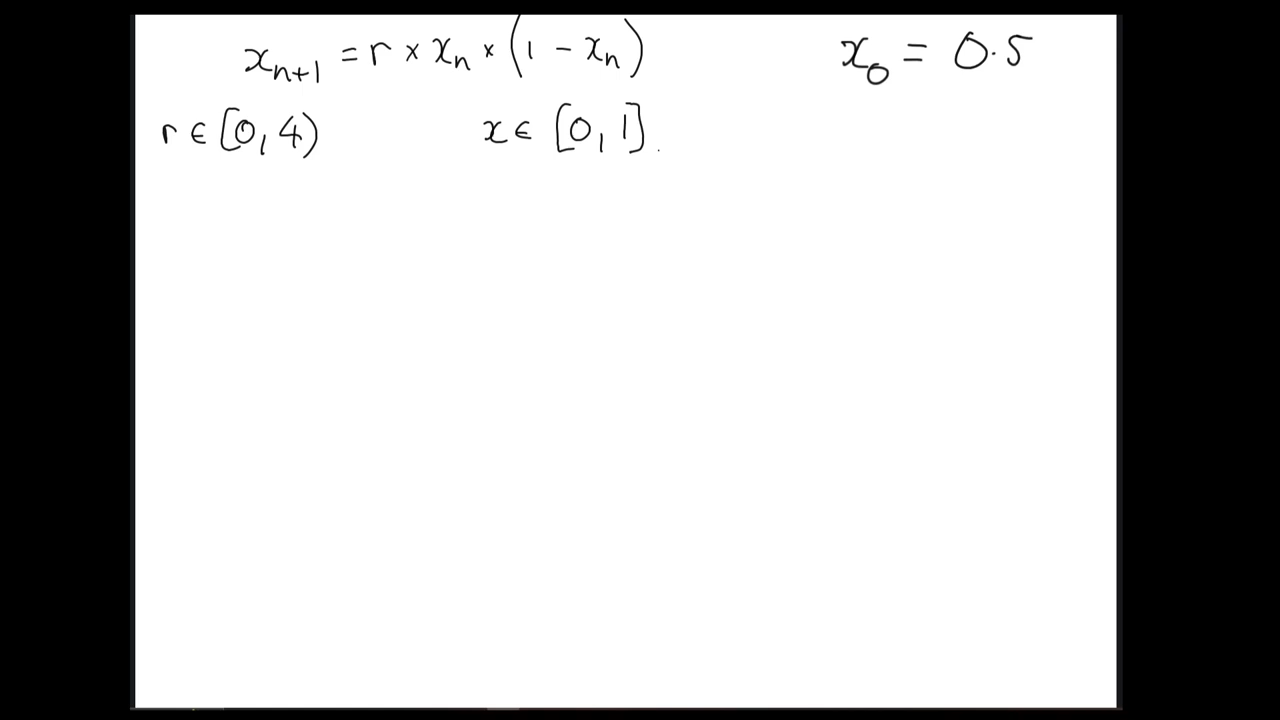 xₙ₊₁ = r × xₙ × (1 − xₙ) x₀ = 0·5
r ∈ [0, 4) x ∈ [0, 1].